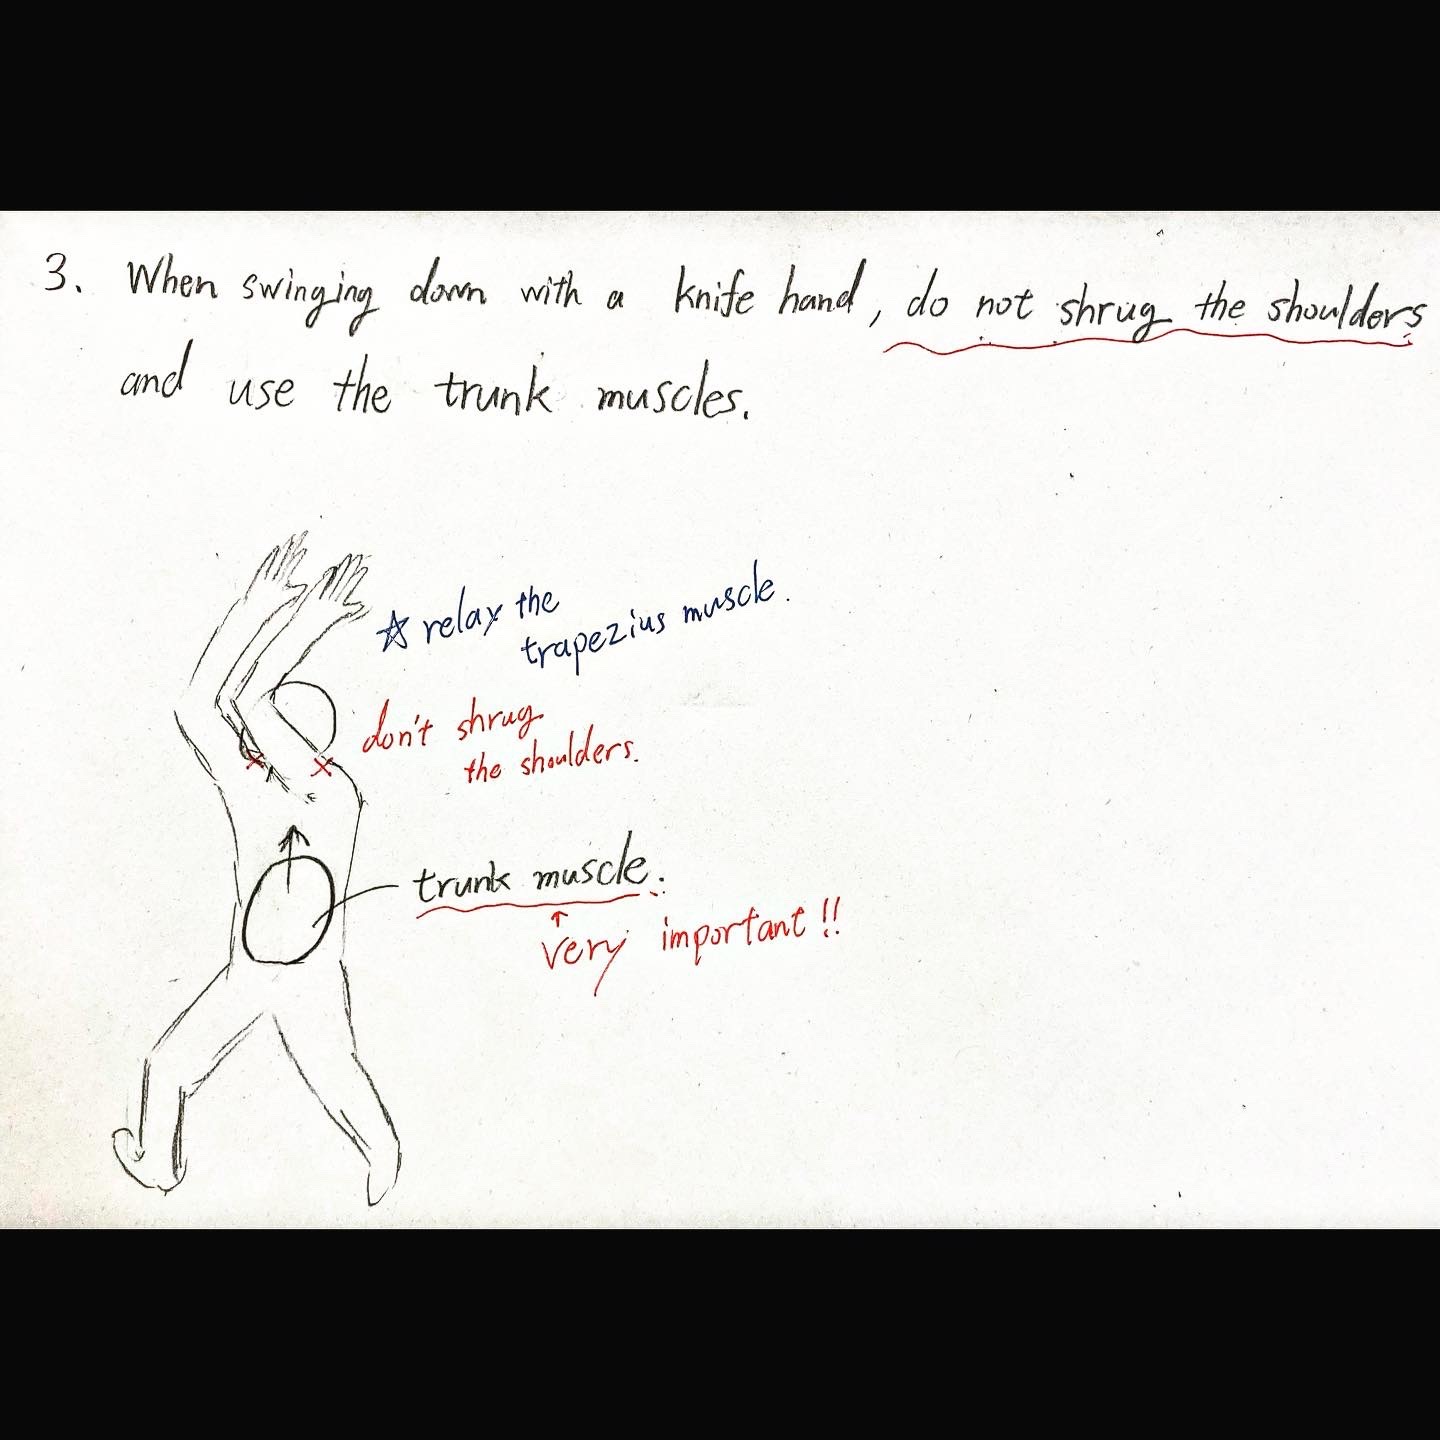 3. When swinging down with a knife hand, do not shrug the shoulders
and use the trunk muscles.
☆ relax the
trapezius muscle.
don't shrug
the shoulders.
trunk muscle.
↑
very important!!